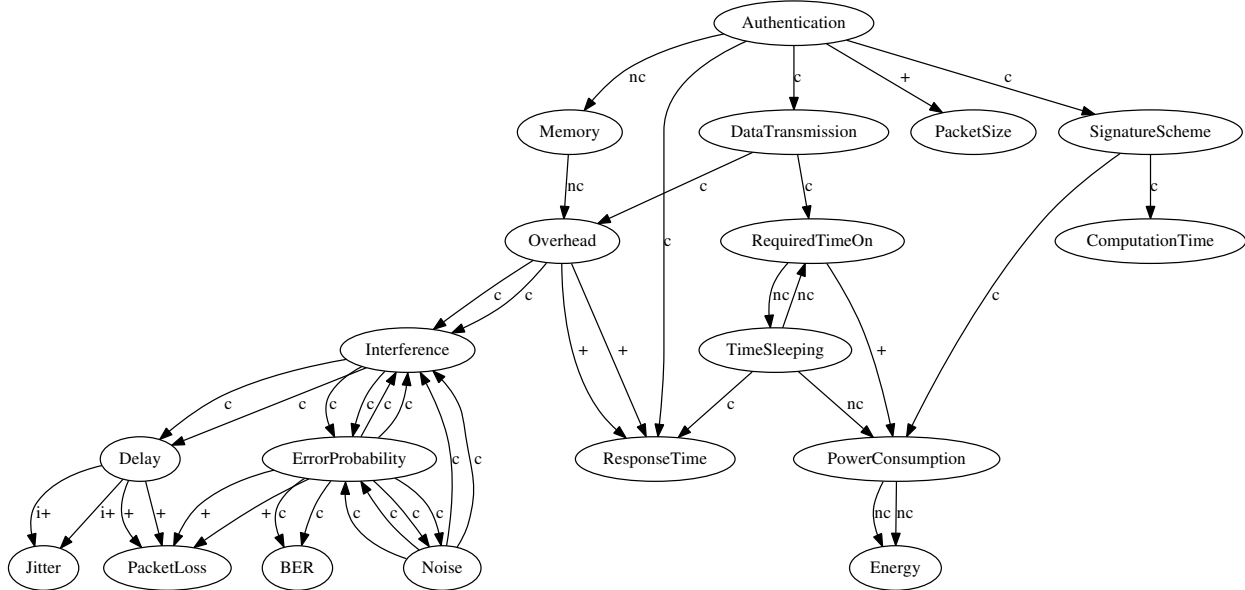 Authentication
nc
c
+
c
Memory
DataTransmission
PacketSize
SignatureScheme
nc
c
c
c
Overhead
c
RequiredTimeOn
ComputationTime
c
c
nc
nc
c
Interference
+
+
TimeSleeping
+
c
c
c
c
c
c
c
nc
Delay
ErrorProbability
c
c
ResponseTime
PowerConsumption
i+
i+
+
+
+
+
c
c
c
c
c
nc
nc
Jitter
PacketLoss
BER
Noise
Energy